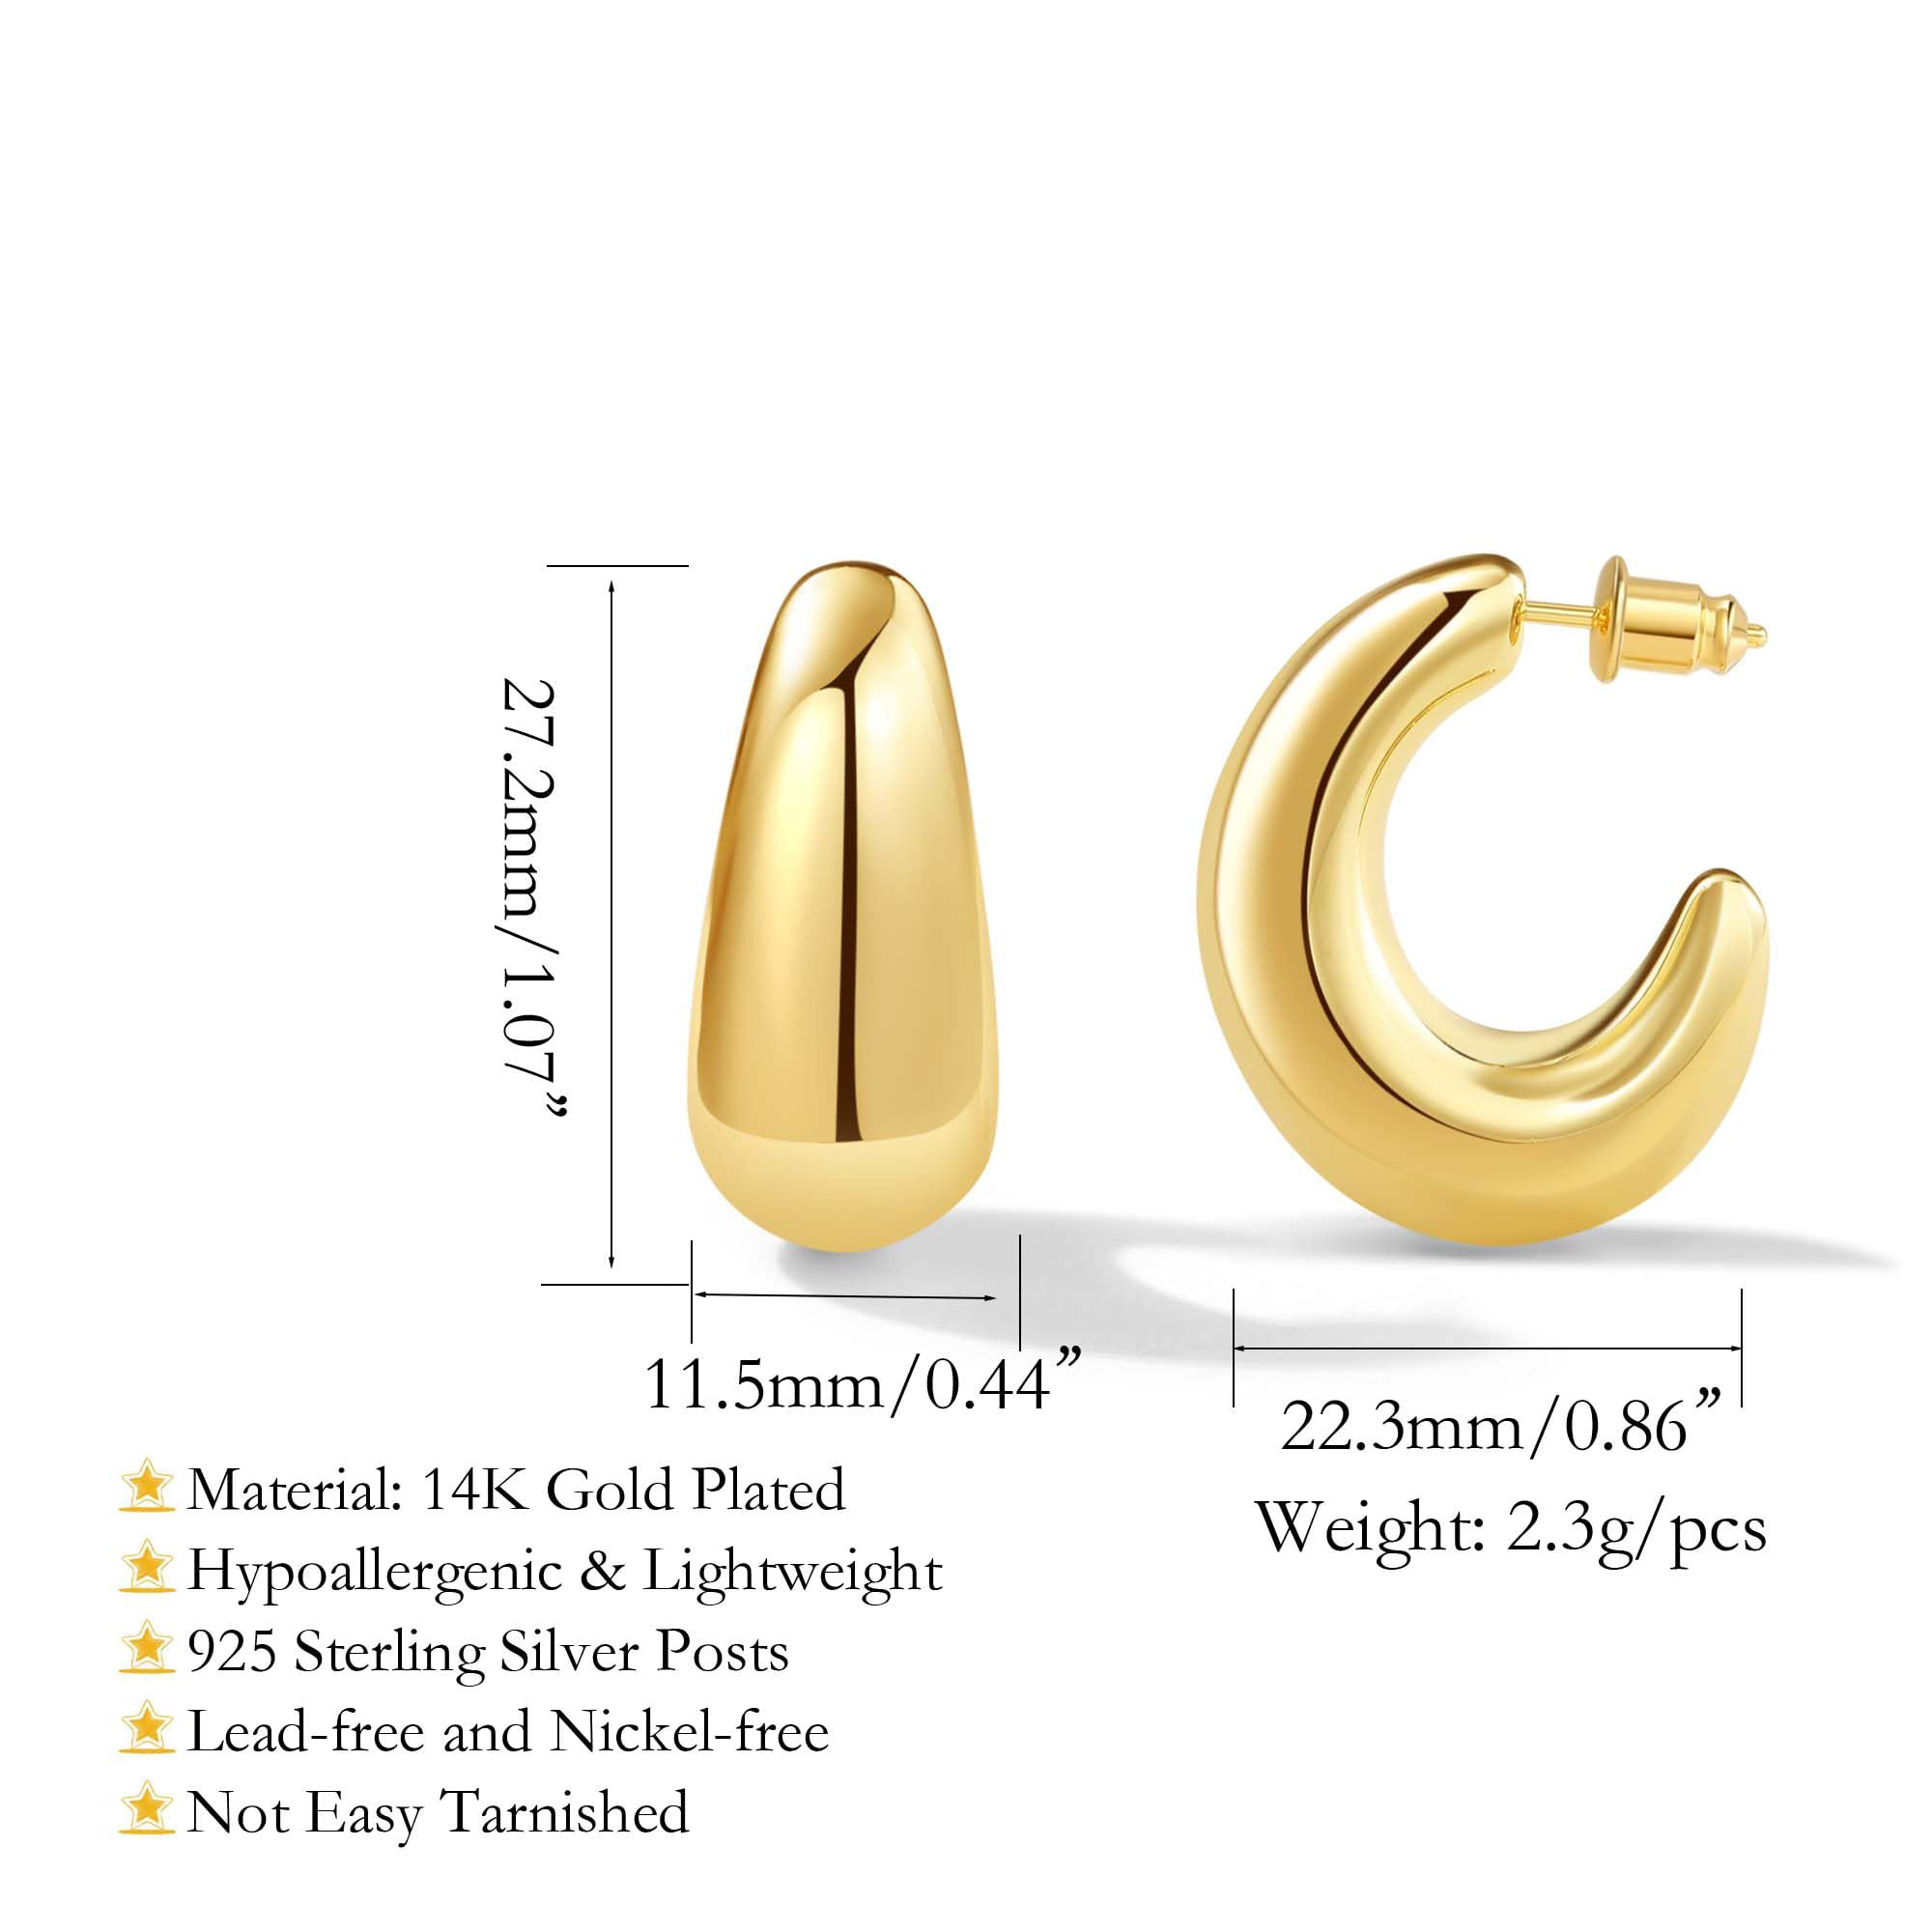 27.2mm/1.07”
11.5mm/0.44”
22.3mm/0.86”
Weight: 2.3g/pcs
Material: 14K Gold Plated
Hypoallergenic & Lightweight
925 Sterling Silver Posts
Lead-free and Nickel-free
Not Easy Tarnished